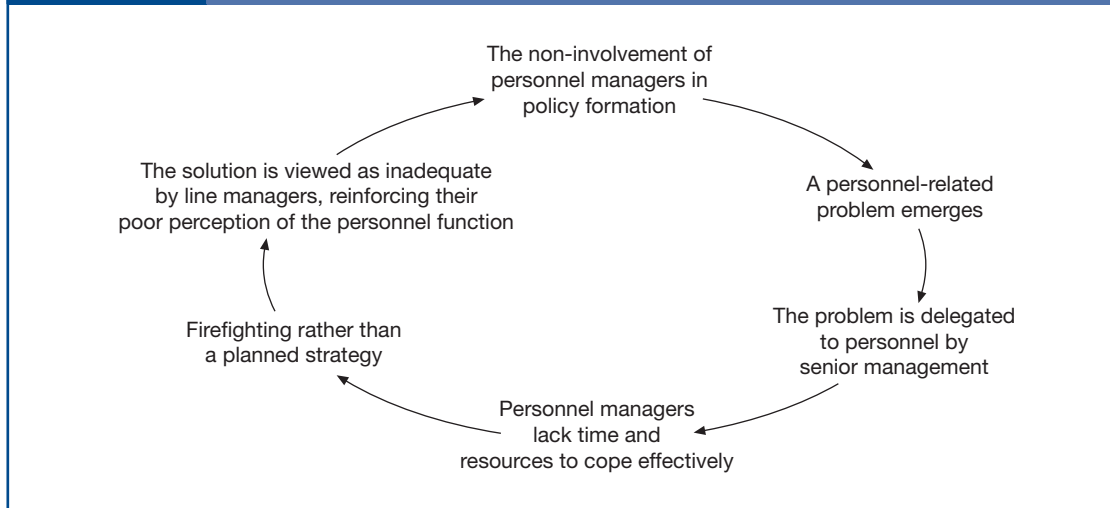 The non-involvement of
personnel managers in
policy formation
A personnel-related
problem emerges
The problem is delegated
to personnel by
senior management
Personnel managers
lack time and
resources to cope effectively
Firefighting rather than
a planned strategy
The solution is viewed as inadequate
by line managers, reinforcing their
poor perception of the personnel function